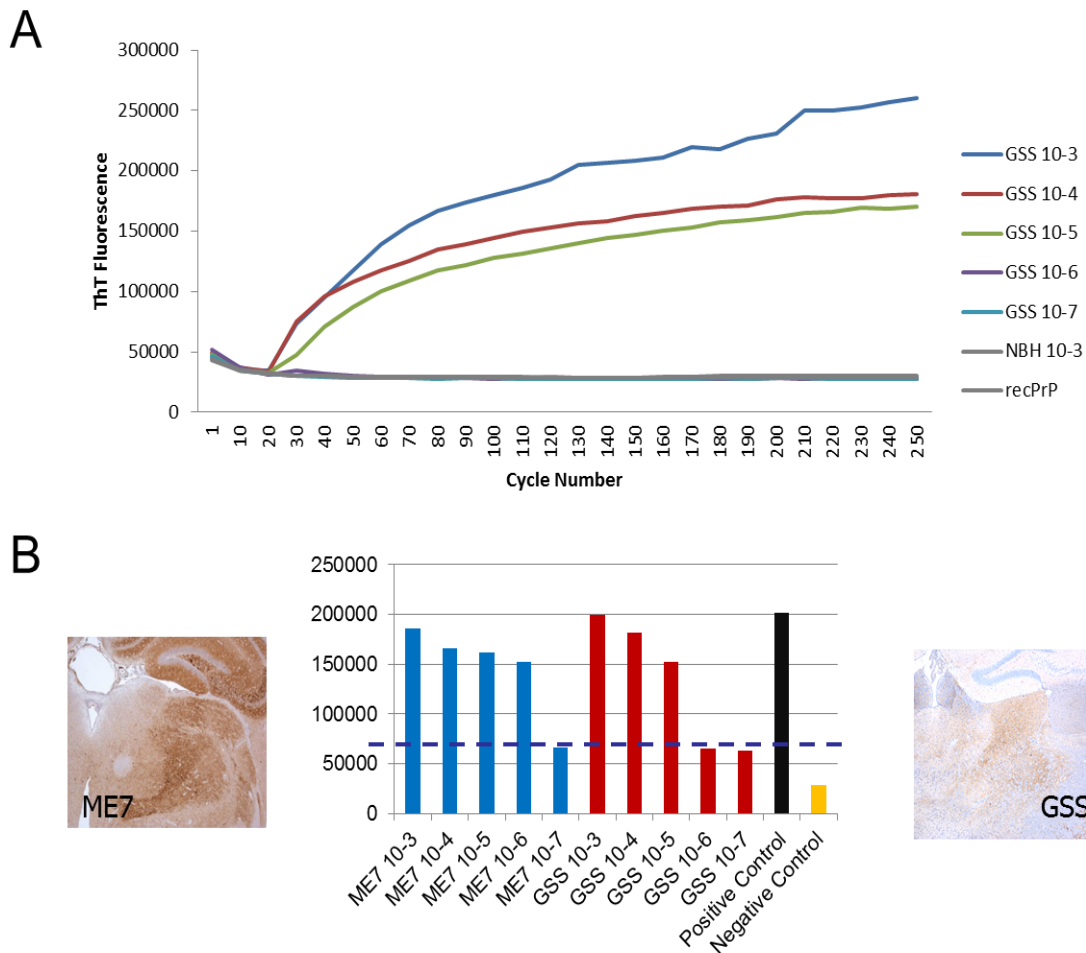 A
300000
250000
200000
150000
100000
50000
0
ThT Fluorescence
1 10 20 30 40 50 60 70 80 90 100 110 120 130 140 150 160 170 180 190 200 210 220 230 240 250
Cycle Number
GSS 10-3
GSS 10-4
GSS 10-5
GSS 10-6
GSS 10-7
NBH 10-3
recPrP
B
ME7
250000
200000
150000
100000
50000
0
ME7 10-3
ME7 10-4
ME7 10-5
ME7 10-6
ME7 10-7
GSS 10-3
GSS 10-4
GSS 10-5
GSS 10-6
GSS 10-7
Positive Control
Negative Control
GSS